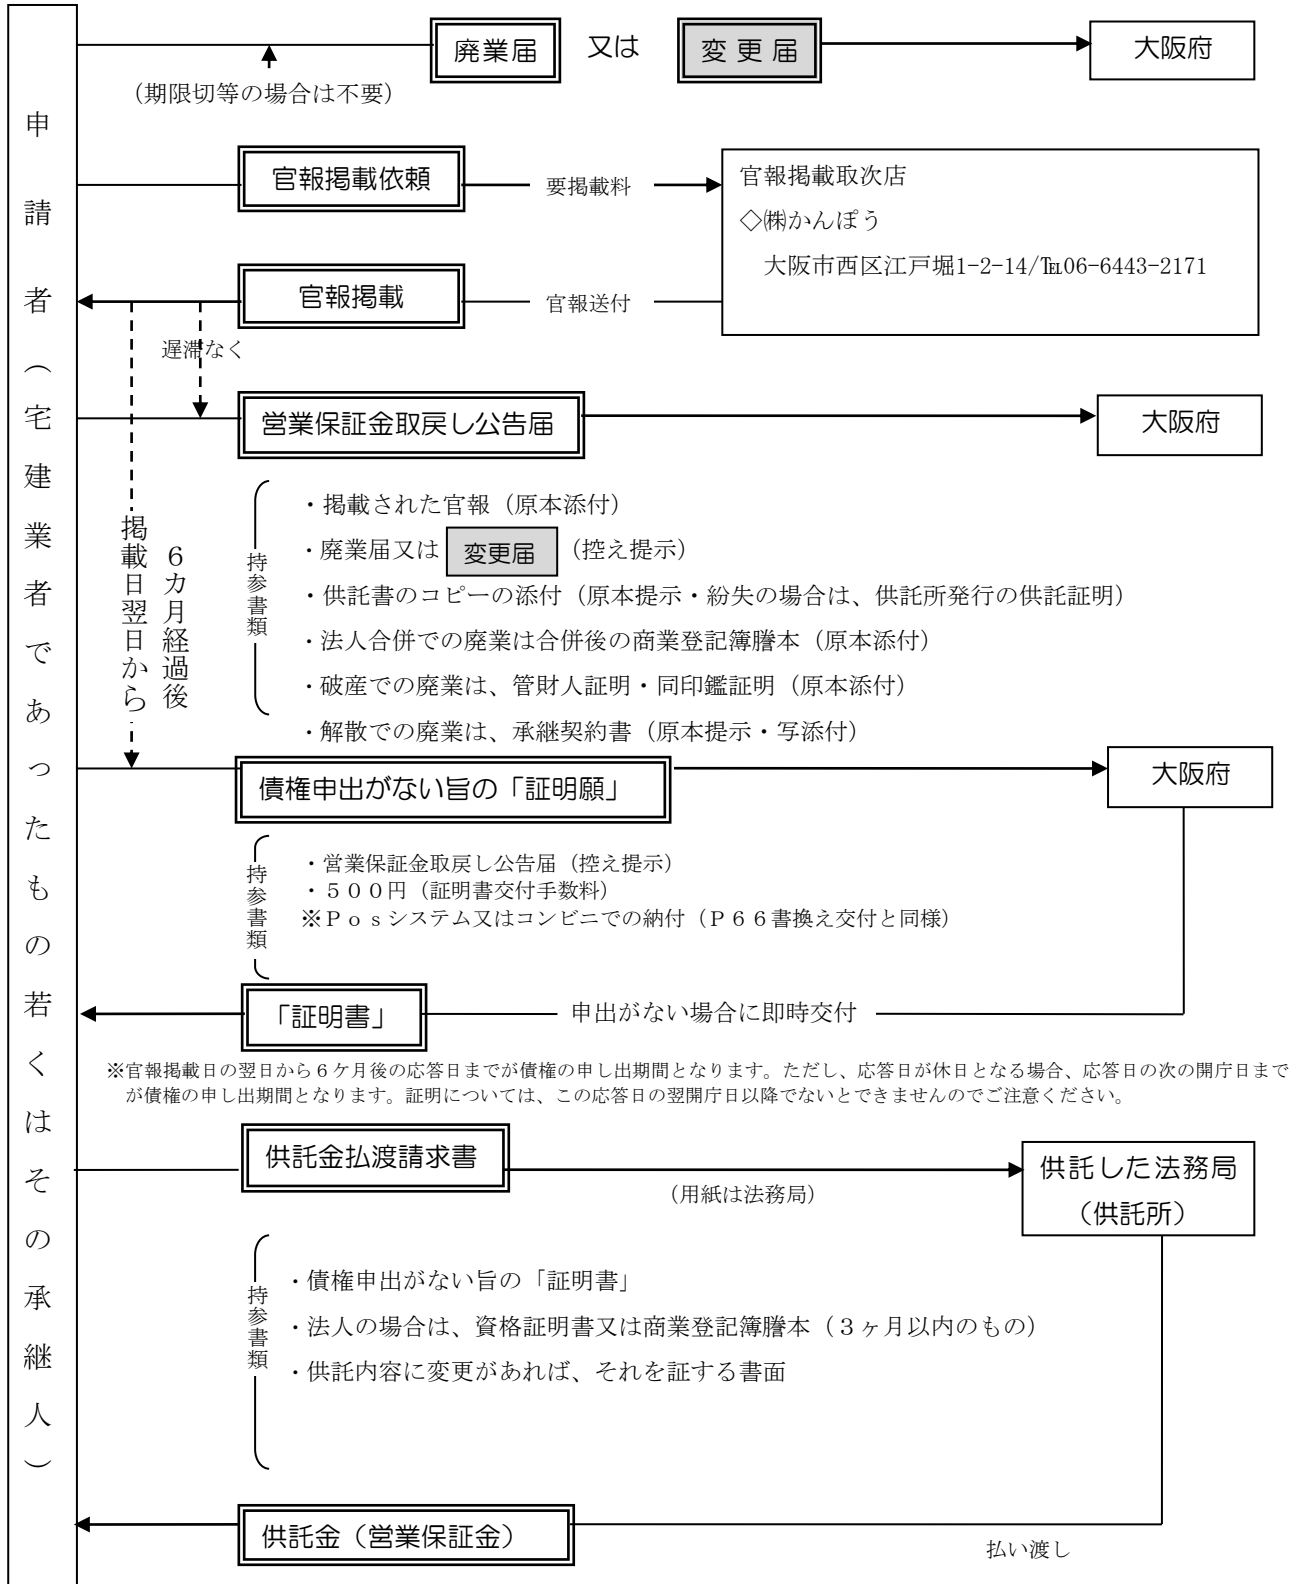 申請者（宅建業者であったもの若くはその承継人）
廃業届 又は 変更届 大阪府
（期限切等の場合は不要）
官報掲載依頼 要掲載料
官報掲載取次店
◇㈱かんぽう
大阪市西区江戸堀1-2-14/℡06-6443-2171
官報掲載 官報送付
遅滞なく
営業保証金取戻し公告届 大阪府
掲載日翌日から
６カ月経過後
持参書類
・掲載された官報（原本添付）
・廃業届又は 変更届 （控え提示）
・供託書のコピーの添付（原本提示・紛失の場合は、供託所発行の供託証明）
・法人合併での廃業は合併後の商業登記簿謄本（原本添付）
・破産での廃業は、管財人証明・同印鑑証明（原本添付）
・解散での廃業は、承継契約書（原本提示・写添付）
債権申出がない旨の「証明願」 大阪府
持参書類
・営業保証金取戻し公告届（控え提示）
・５００円（証明書交付手数料）
※Ｐｏｓシステム又はコンビニでの納付（Ｐ６６書換え交付と同様）
「証明書」 申出がない場合に即時交付
※官報掲載日の翌日から６ケ月後の応答日までが債権の申し出期間となります。ただし、応答日が休日となる場合、応答日の次の開庁日まで
が債権の申し出期間となります。証明については、この応答日の翌開庁日以降でないとできませんのでご注意ください。
供託金払渡請求書
（用紙は法務局）
供託した法務局
（供託所）
持参書類
・債権申出がない旨の「証明書」
・法人の場合は、資格証明書又は商業登記簿謄本（３ヶ月以内のもの）
・供託内容に変更があれば、それを証する書面
供託金（営業保証金）
払い渡し